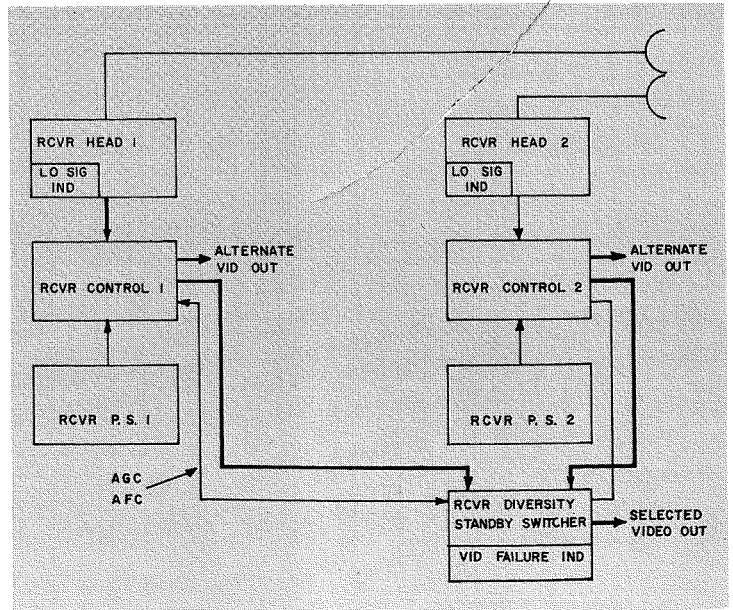 RCVR HEAD 1
LO SIG
IND
RCVR HEAD 2
LO SIG
IND
RCVR CONTROL 1
ALTERNATE
VID OUT
RCVR CONTROL 2
ALTERNATE
VID OUT
RCVR P. S. 1
RCVR P. S. 2
AGC
AFC
RCVR DIVERSITY
STANDBY SWITCHER
VID FAILURE IND
SELECTED
VIDEO OUT